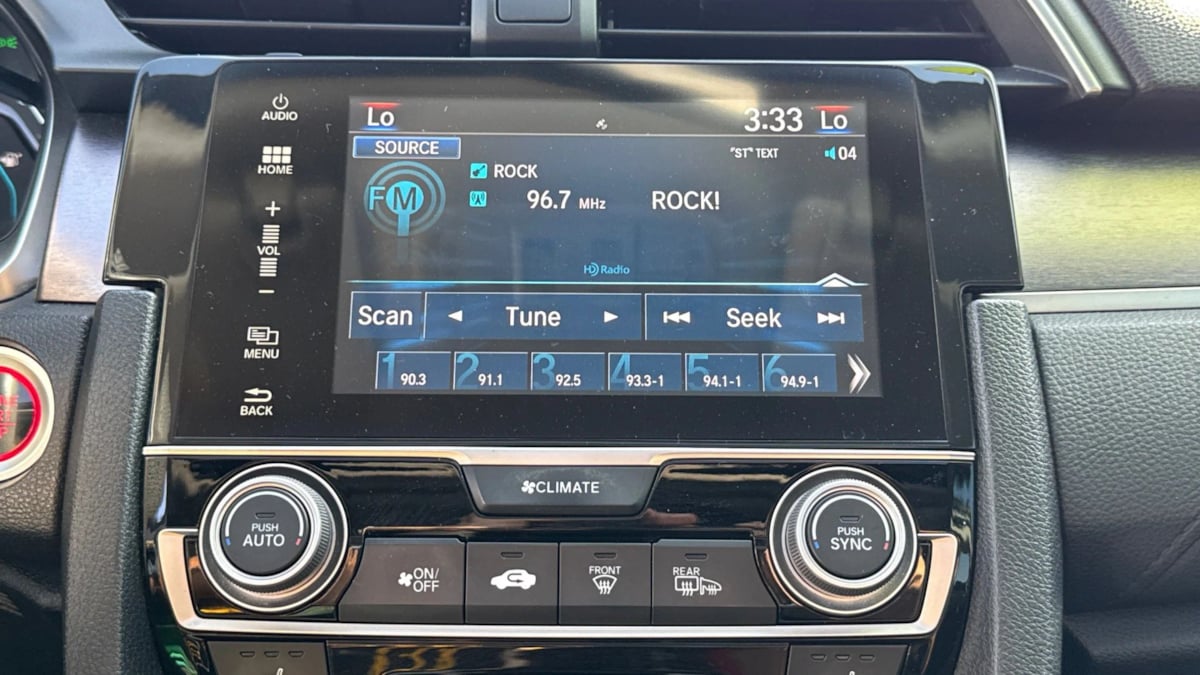 AUDIO
HOME
+
VOL
−
MENU
BACK
Lo 3:33 Lo
SOURCE "ST" TEXT 04
FM ROCK
96.7 MHz ROCK!
HD Radio
Scan Tune Seek
1 90.3 2 91.1 3 92.5 4 93.3-1 5 94.1-1 6 94.9-1
CLIMATE
PUSH AUTO
ON/OFF
FRONT
REAR
PUSH SYNC